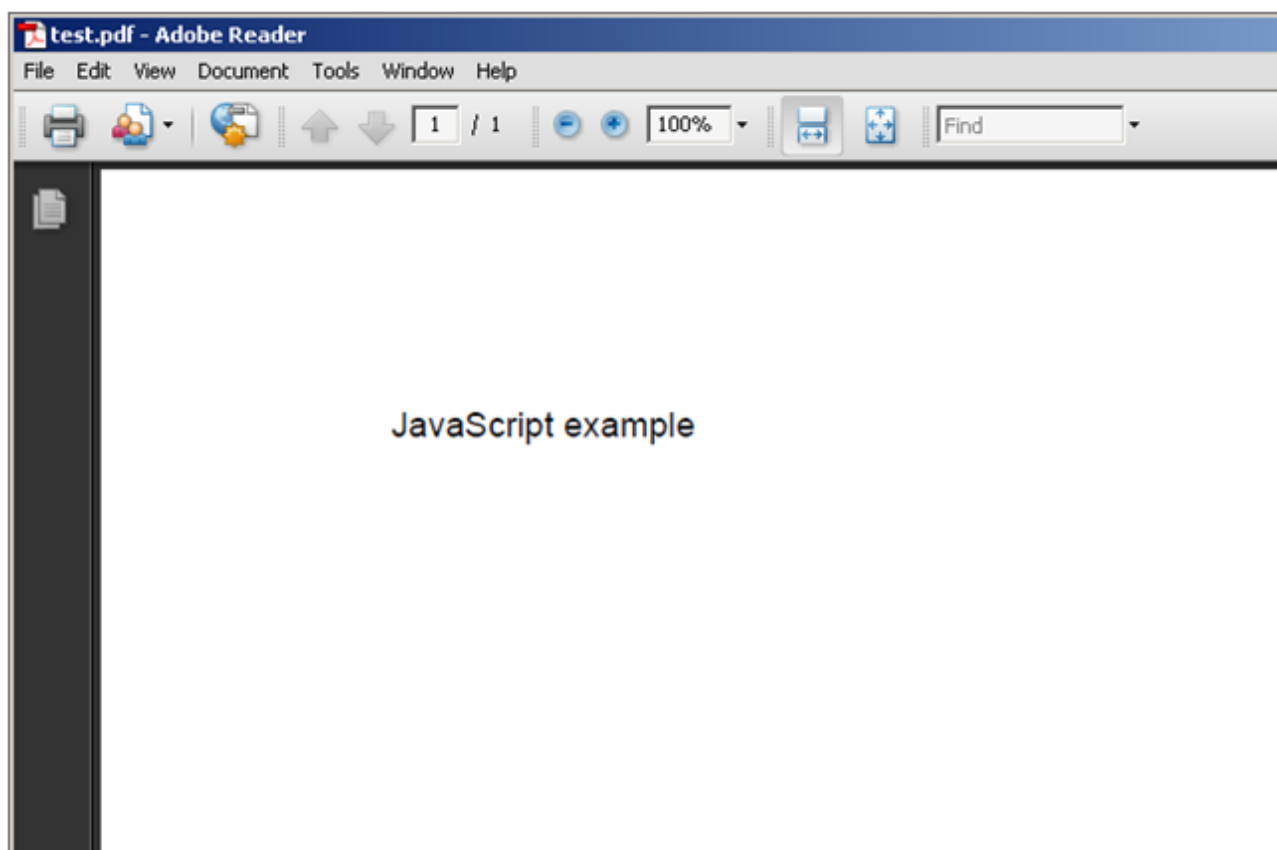 test.pdf - Adobe Reader
File Edit View Document Tools Window Help
1 / 1 100% Find
JavaScript example